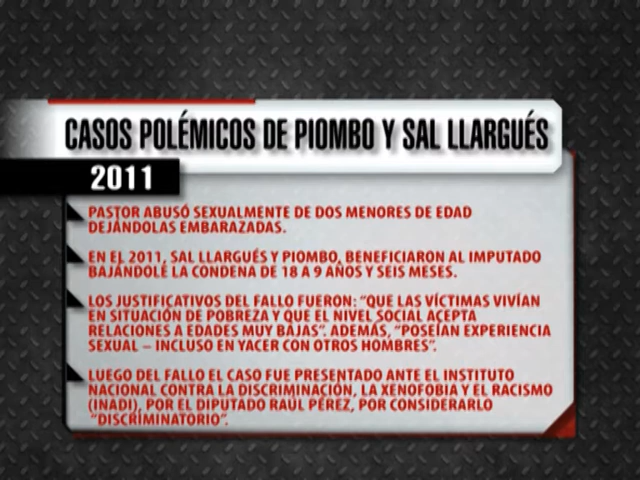 CASOS POLÉMICOS DE PIOMBO Y SAL LLARGUÉS
2011
PASTOR ABUSÓ SEXUALMENTE DE DOS MENORES DE EDAD
DEJÁNDOLAS EMBARAZADAS.
EN EL 2011, SAL LLARGUÉS Y PIOMBO, BENEFICIARON AL IMPUTADO
BAJÁNDOLE LA CONDENA DE 18 A 9 AÑOS Y SEIS MESES.
LOS JUSTIFICATIVOS DEL FALLO FUERON: “QUE LAS VÍCTIMAS VIVÍAN
EN SITUACIÓN DE POBREZA Y QUE EL NIVEL SOCIAL ACEPTA
RELACIONES A EDADES MUY BAJAS”. ADEMÁS, “POSEÍAN EXPERIENCIA
SEXUAL – INCLUSO EN YACER CON OTROS HOMBRES”.
LUEGO DEL FALLO EL CASO FUE PRESENTADO ANTE EL INSTITUTO
NACIONAL CONTRA LA DISCRIMINACIÓN, LA XENOFOBIA Y EL RACISMO
(INADI), POR EL DIPUTADO RAÚL PÉREZ, POR CONSIDERARLO
“DISCRIMINATORIO”.